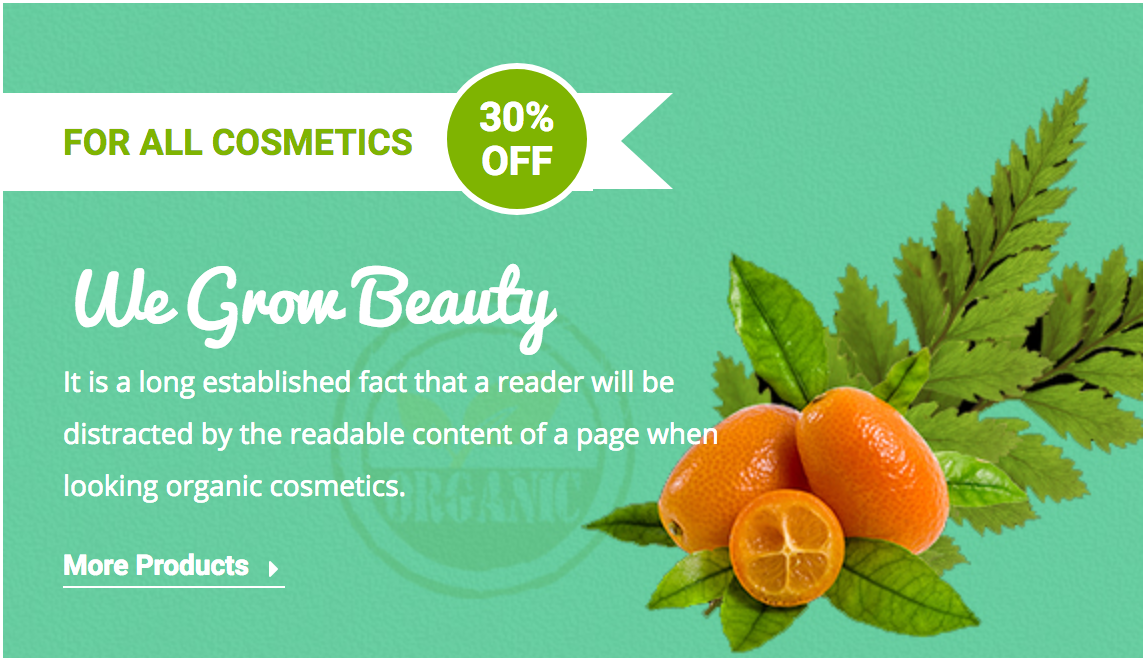 FOR ALL COSMETICS
30%
OFF
We Grow Beauty
It is a long established fact that a reader will be
distracted by the readable content of a page when
looking organic cosmetics.
ORGANIC
More Products